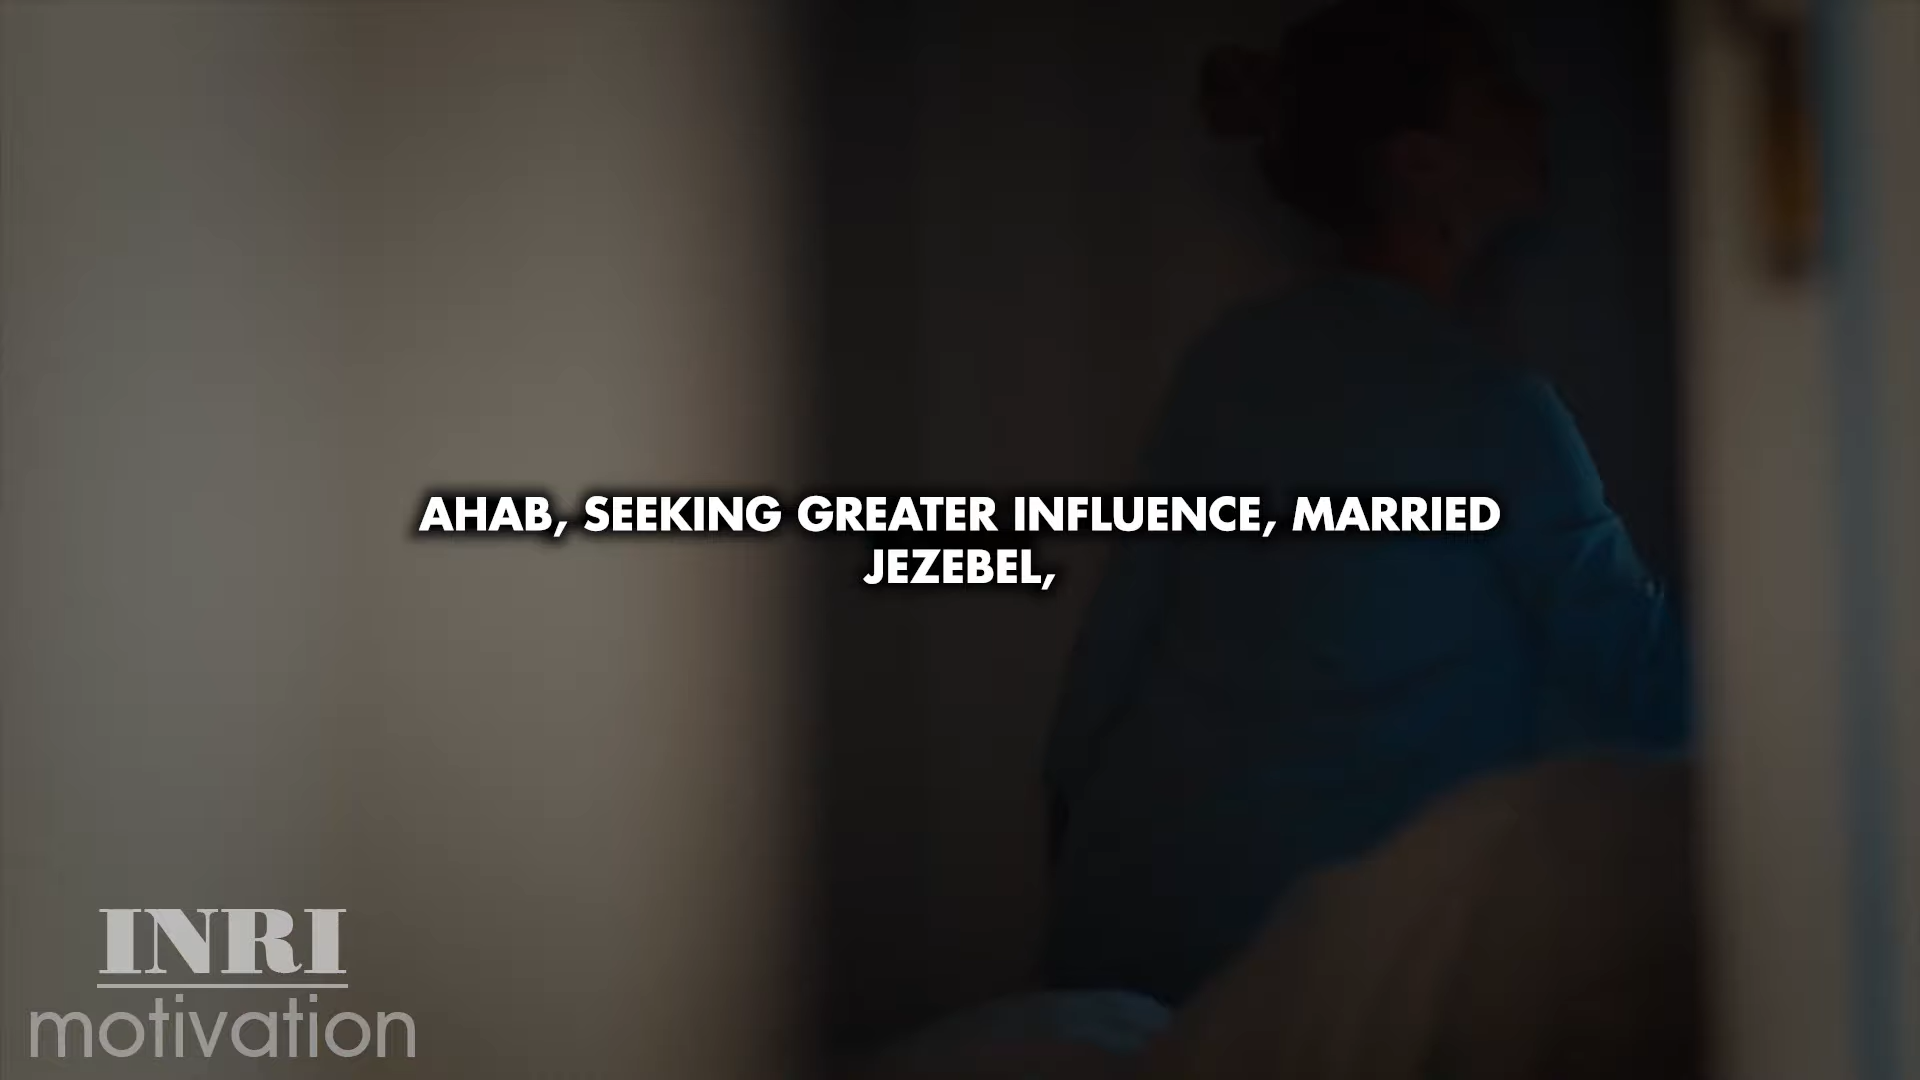 AHAB, SEEKING GREATER INFLUENCE, MARRIED
JEZEBEL,
INRI
motivation